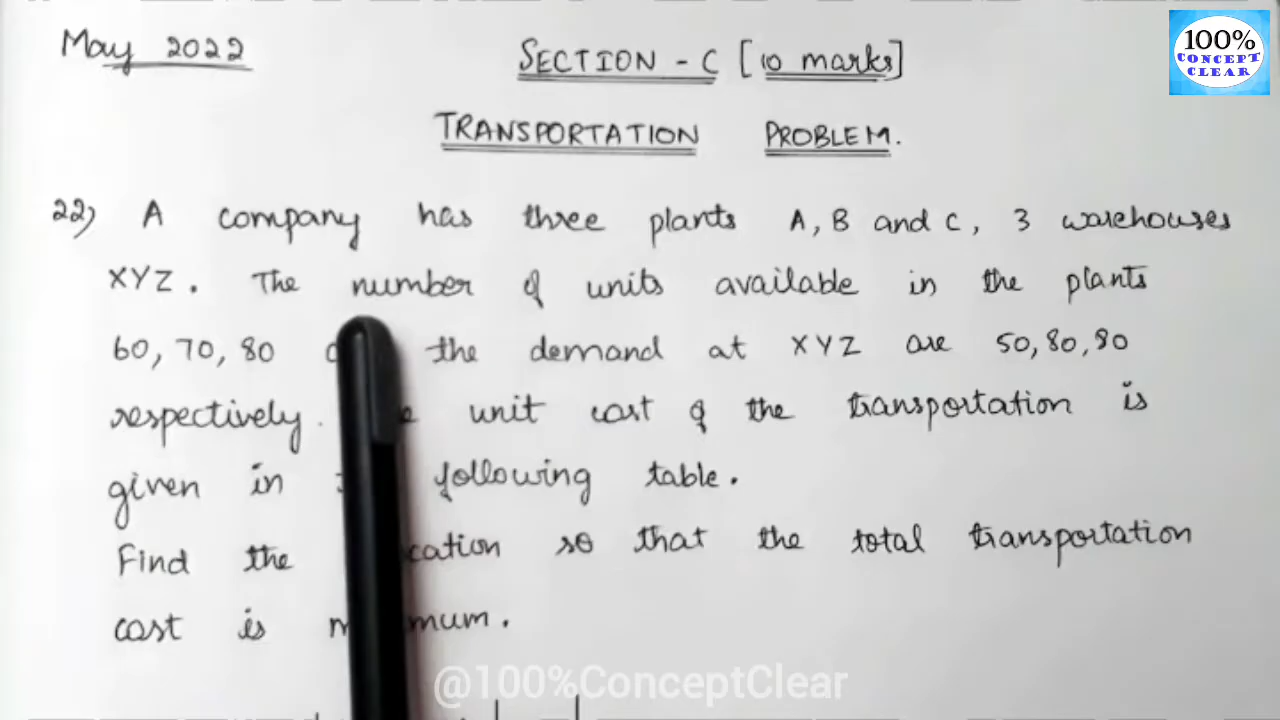 May 2022
SECTION - C [10 marks]
100%
CONCEPT
CLEAR
TRANSPORTATION PROBLEM.
22) A company has three plants A, B and C, 3 warehouses
XYZ. The number of units available in the plants
60, 70, 80 the demand at XYZ are 50, 80, 80
respectively. unit cost of the transportation is
given in following table.
Find the so that the total transportation
cost is
@100%ConceptClear